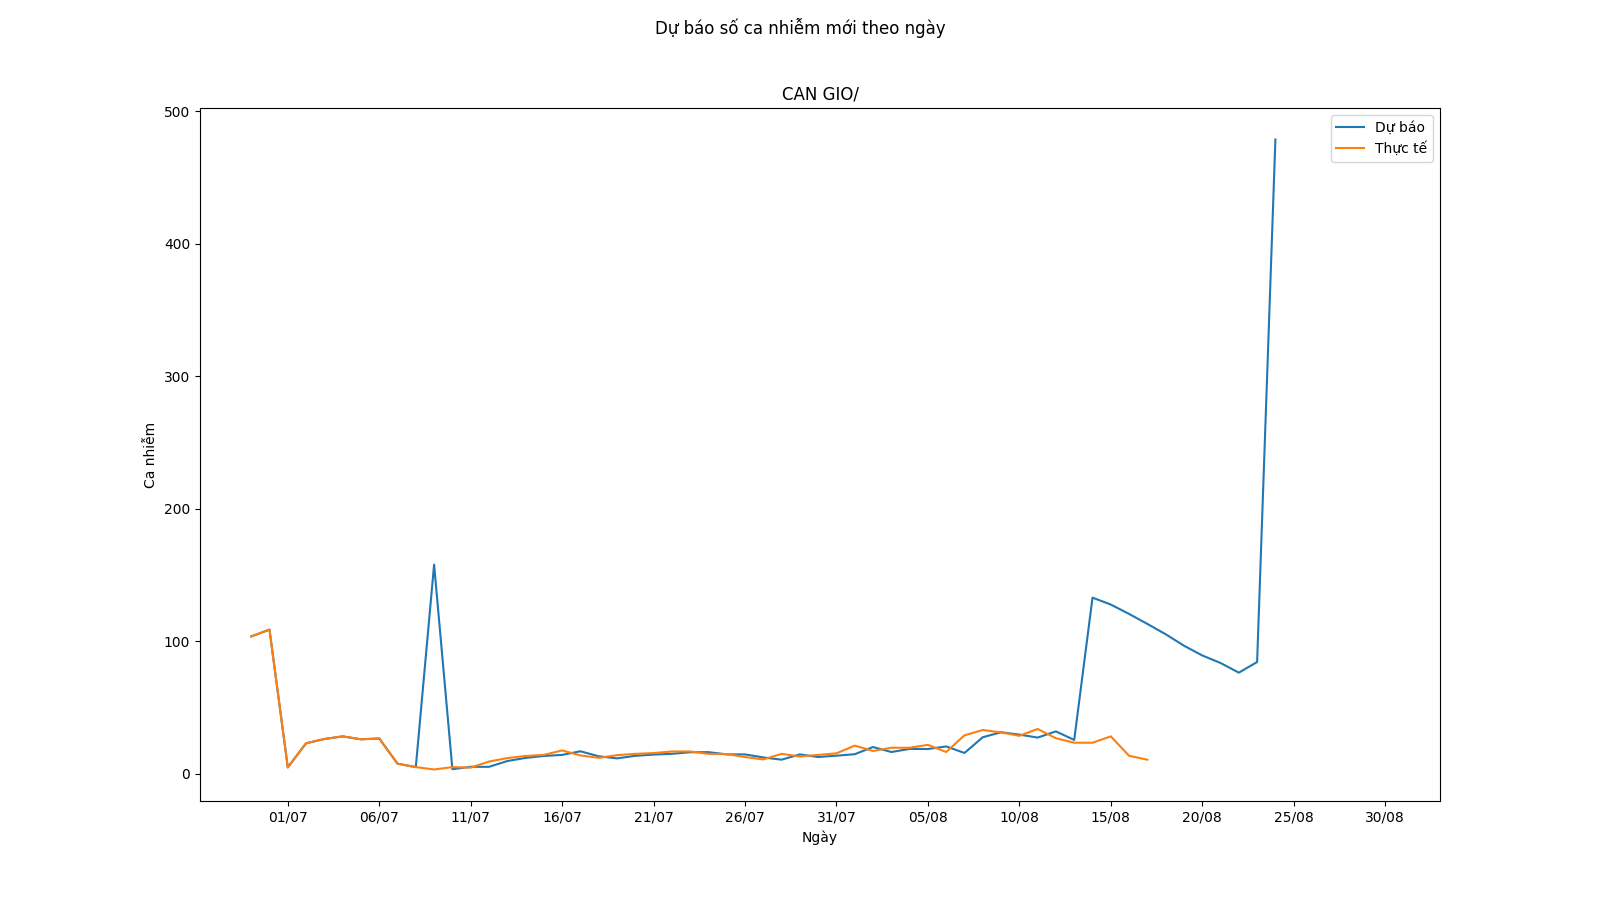 Dự báo số ca nhiễm mới theo ngày
CAN GIO/
Dự báo
Thực tế
500
400
300
200
100
0
Ca nhiễm
01/07 06/07 11/07 16/07 21/07 26/07 31/07 05/08 10/08 15/08 20/08 25/08 30/08
Ngày